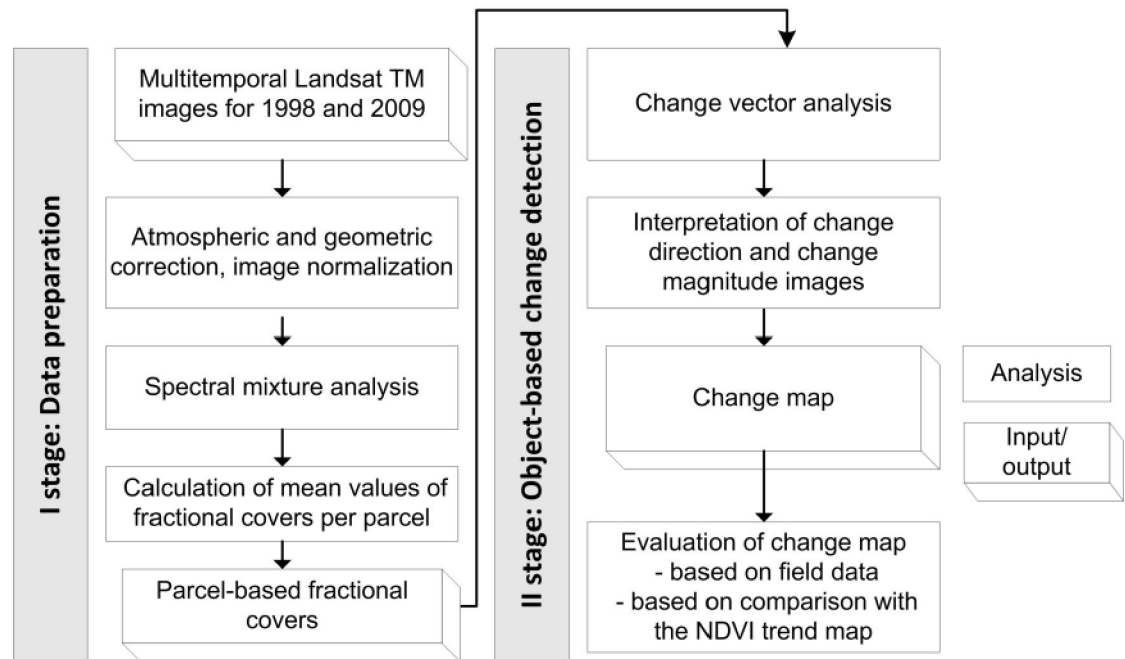 I stage: Data preparation
Multitemporal Landsat TM
images for 1998 and 2009
Atmospheric and geometric
correction, image normalization
Spectral mixture analysis
Calculation of mean values of
fractional covers per parcel
Parcel-based fractional
covers
II stage: Object-based change detection
Change vector analysis
Interpretation of change
direction and change
magnitude images
Change map
Evaluation of change map
- based on field data
- based on comparison with
the NDVI trend map
Analysis
Input/
output